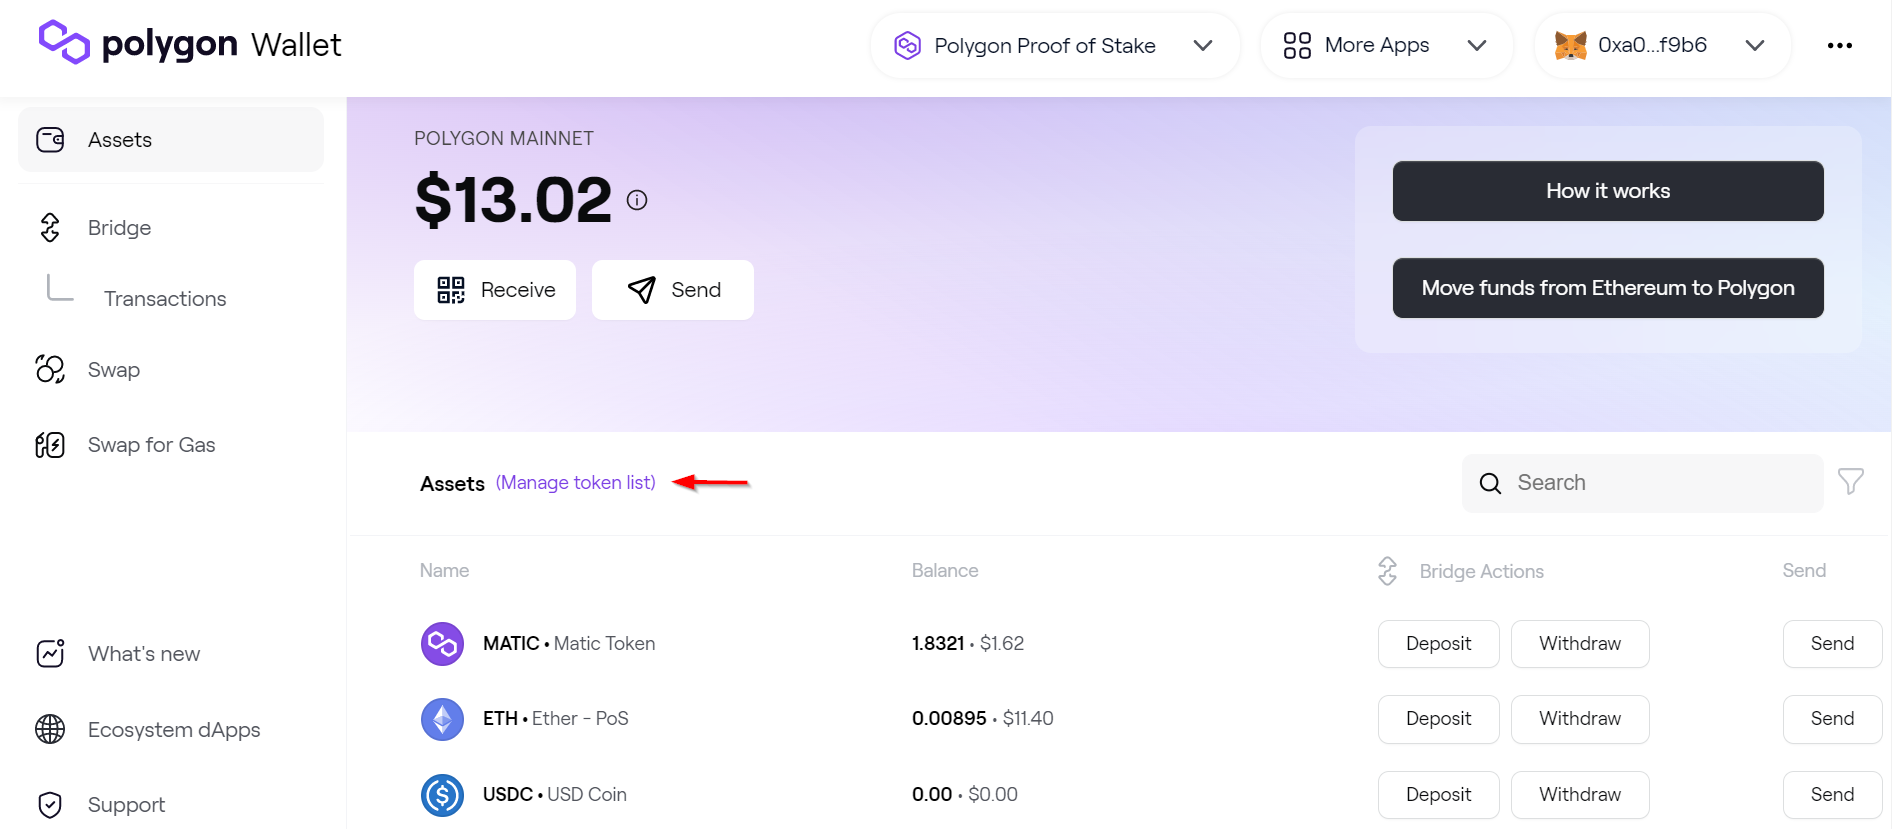 polygon Wallet
Polygon Proof of Stake
More Apps
0xa0...f9b6
Assets
Bridge
Transactions
Swap
Swap for Gas
What's new
Ecosystem dApps
Support
POLYGON MAINNET
$13.02
Receive
Send
How it works
Move funds from Ethereum to Polygon
Assets (Manage token list)
Search
Name Balance Bridge Actions Send
MATIC • Matic Token 1.8321 • $1.62 Deposit Withdraw Send
ETH • Ether - PoS 0.00895 • $11.40 Deposit Withdraw Send
USDC • USD Coin 0.00 • $0.00 Deposit Withdraw Send